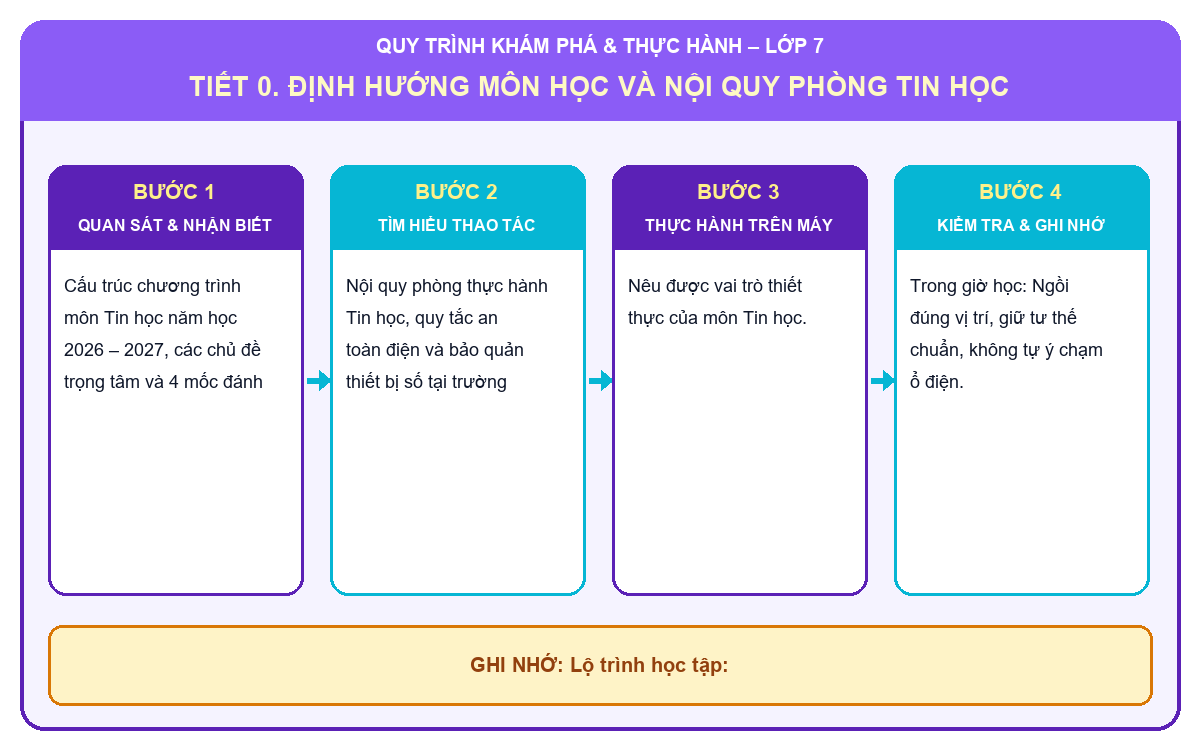 QUY TRÌNH KHÁM PHÁ & THỰC HÀNH – LỚP 7
TIẾT 0. ĐỊNH HƯỚNG MÔN HỌC VÀ NỘI QUY PHÒNG TIN HỌC
BƯỚC 1
QUAN SÁT & NHẬN BIẾT
Cấu trúc chương trình
môn Tin học năm học
2026 – 2027, các chủ đề
trọng tâm và 4 mốc đánh
BƯỚC 2
TÌM HIỂU THAO TÁC
Nội quy phòng thực hành
Tin học, quy tắc an
toàn điện và bảo quản
thiết bị số tại trường
BƯỚC 3
THỰC HÀNH TRÊN MÁY
Nêu được vai trò thiết
thực của môn Tin học.
BƯỚC 4
KIỂM TRA & GHI NHỚ
Trong giờ học: Ngồi
đúng vị trí, giữ tư thế
chuẩn, không tự ý chạm
ổ điện.
GHI NHỚ: Lộ trình học tập: